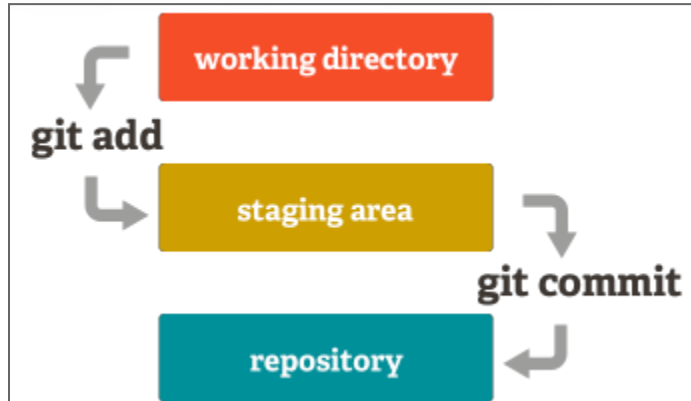 working directory
git add
staging area
git commit
repository